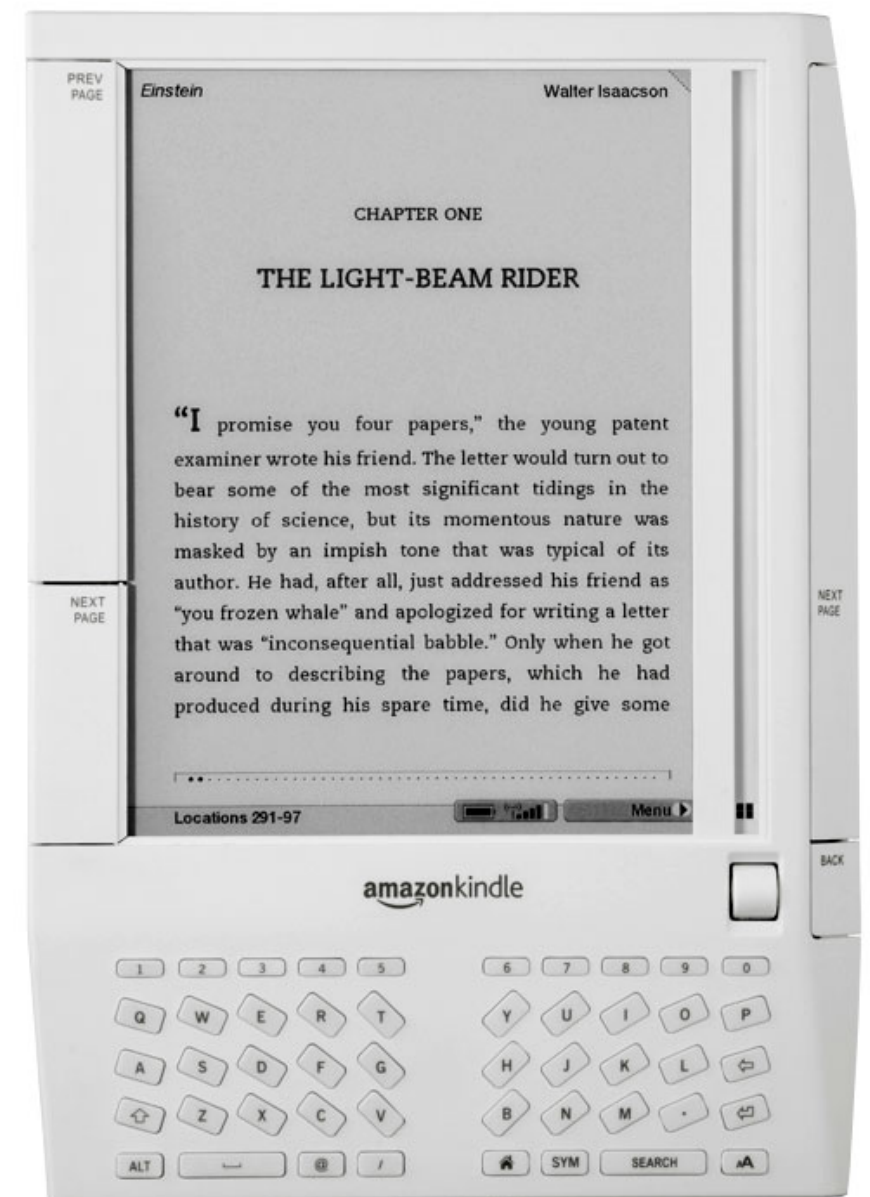 PREV
PAGE
Einstein
Walter Isaacson
CHAPTER ONE
THE LIGHT-BEAM RIDER
“I promise you four papers,” the young patent
examiner wrote his friend. The letter would turn out to
bear some of the most significant tidings in the
history of science, but its momentous nature was
masked by an impish tone that was typical of its
author. He had, after all, just addressed his friend as
“you frozen whale” and apologized for writing a letter
that was “inconsequential babble.” Only when he got
around to describing the papers, which he had
produced during his spare time, did he give some
NEXT
PAGE
NEXT
PAGE
Locations 291-97
Menu
BACK
amazonkindle
1 2 3 4 5 6 7 8 9 0
Q W E R T Y U I O P
A S D F G H J K L
Z X C V B N M .
ALT @ / SYM SEARCH AA